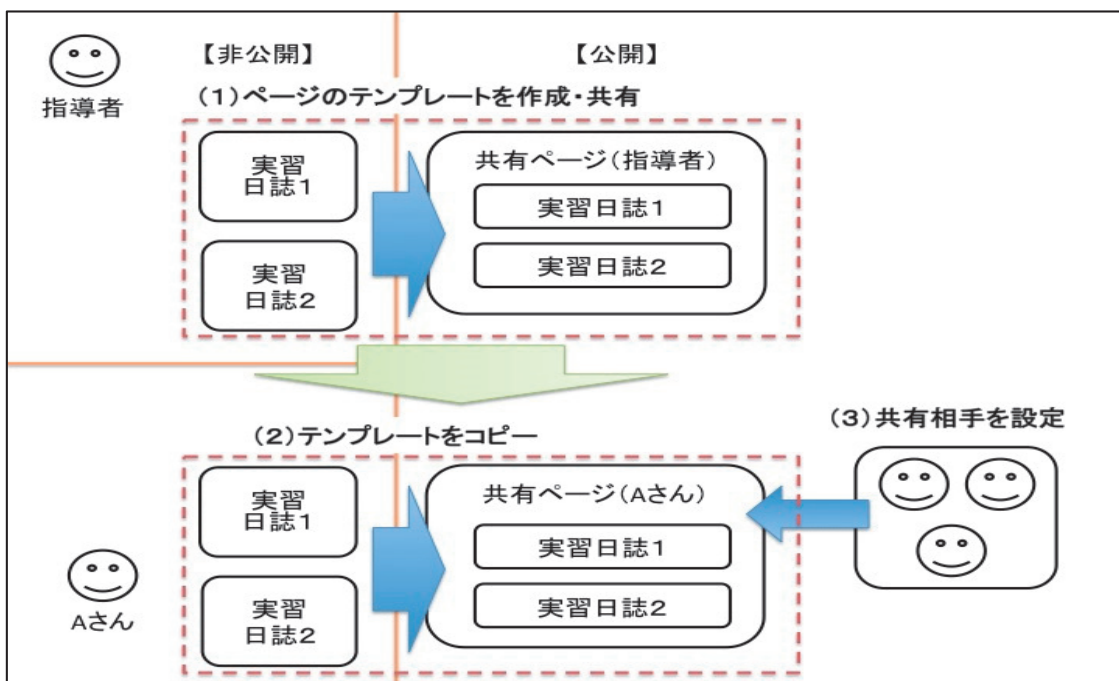 【非公開】
【公開】
指導者
(1)ページのテンプレートを作成・共有
実習
日誌1
実習
日誌2
共有ページ(指導者)
実習日誌1
実習日誌2
(2)テンプレートをコピー
(3)共有相手を設定
実習
日誌1
実習
日誌2
共有ページ(Aさん)
実習日誌1
実習日誌2
Aさん